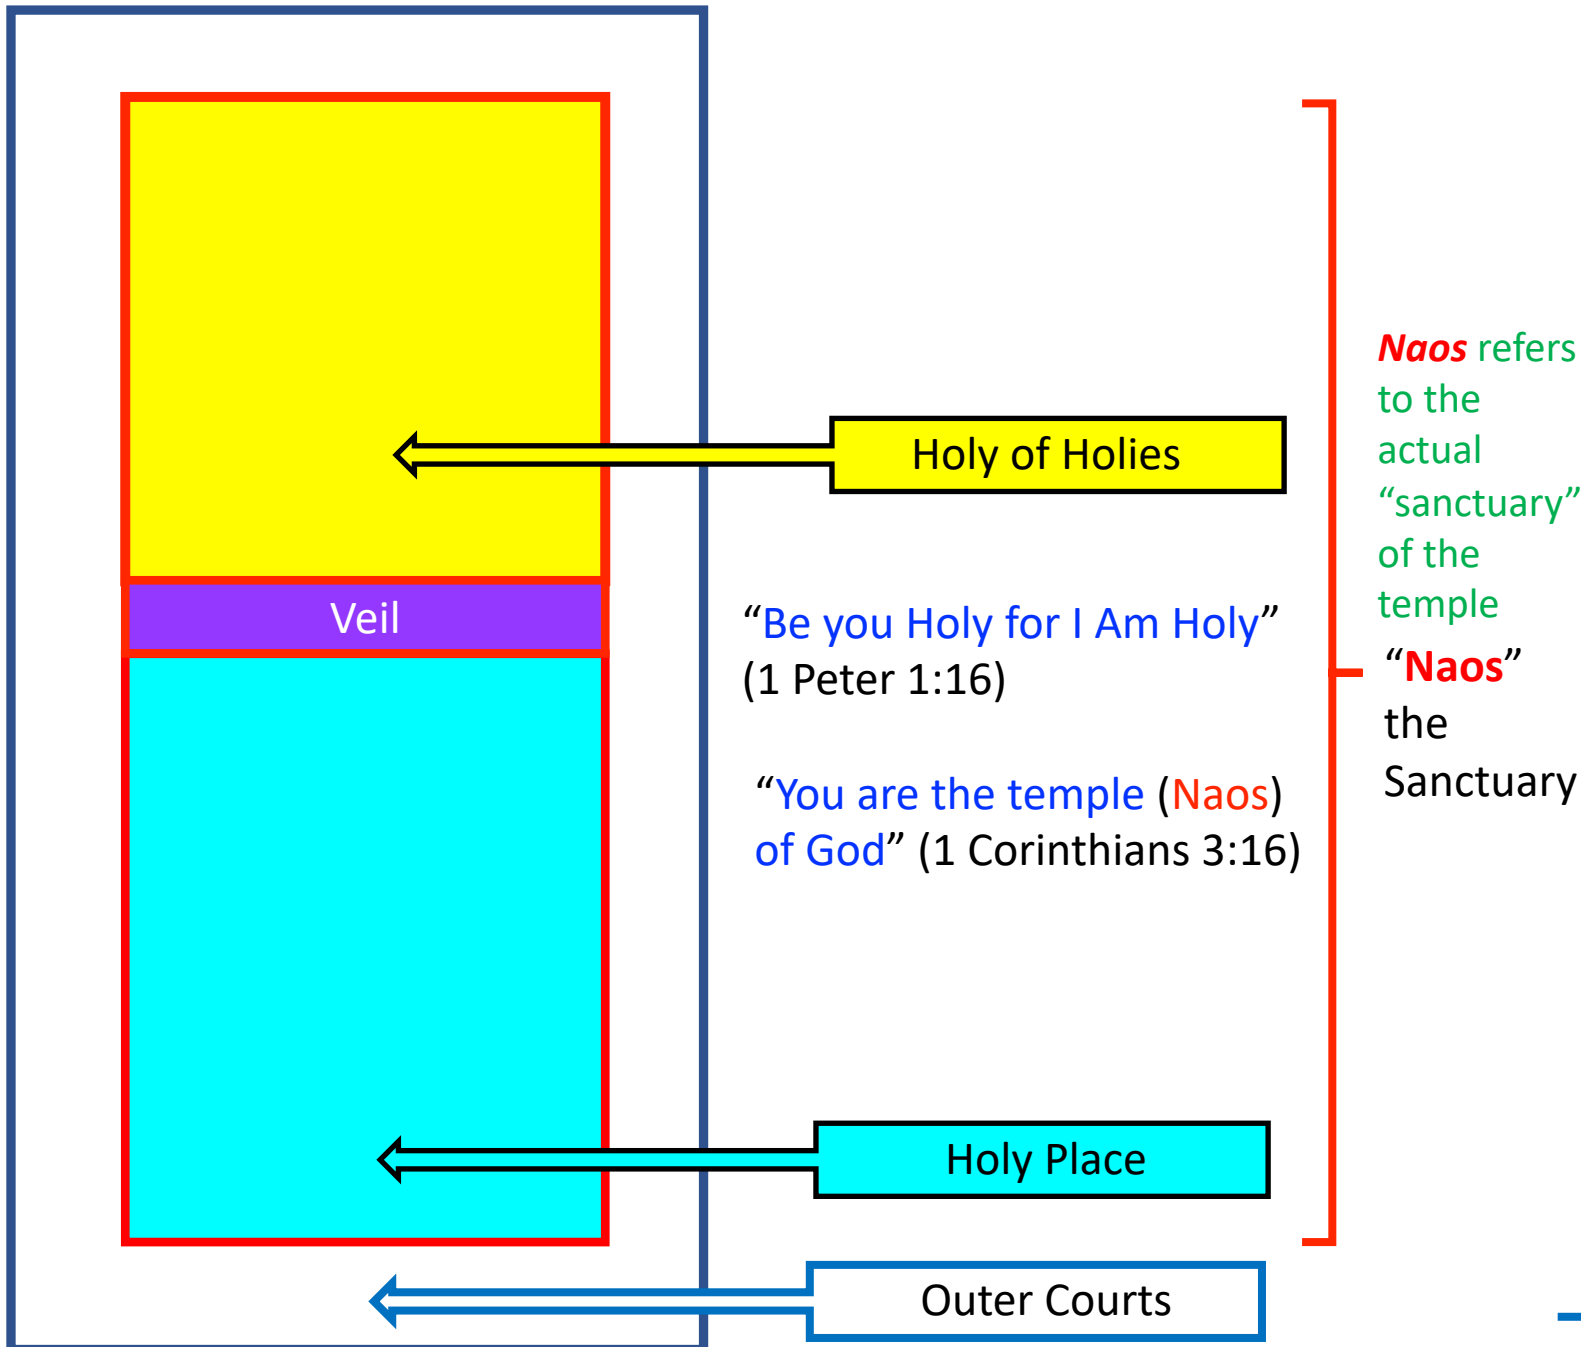 Holy of Holies
Veil
“Be you Holy for I Am Holy”
(1 Peter 1:16)
“You are the temple (Naos)
of God” (1 Corinthians 3:16)
Holy Place
Outer Courts
Naos refers
to the
actual
“sanctuary”
of the
temple
“Naos”
the
Sanctuary